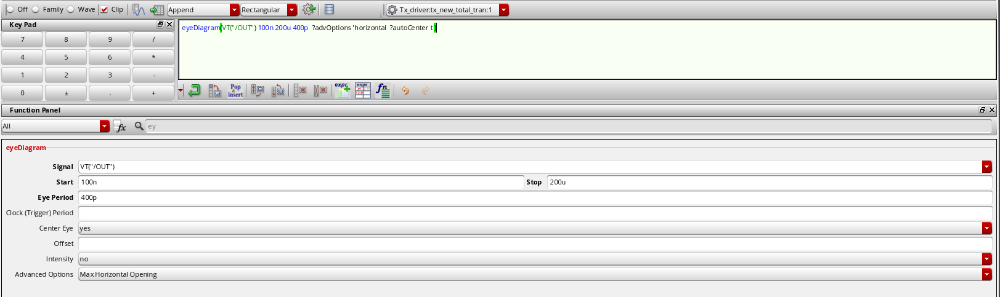 Off Family Wave Clip Append Rectangular Tx_driver:tx_new_total_tran:1
Key Pad
eyeDiagram(VT("/OUT") 100n 200u 400p ?advOptions 'horizontal ?autoCenter t)
7 8 9 /
4 5 6 *
1 2 3 -
0 ± . +
Pop insert expr expr fn
Function Panel
All fx ey
eyeDiagram
Signal VT("/OUT")
Start 100n Stop 200u
Eye Period 400p
Clock (Trigger) Period
Center Eye yes
Offset
Intensity no
Advanced Options Max Horizontal Opening